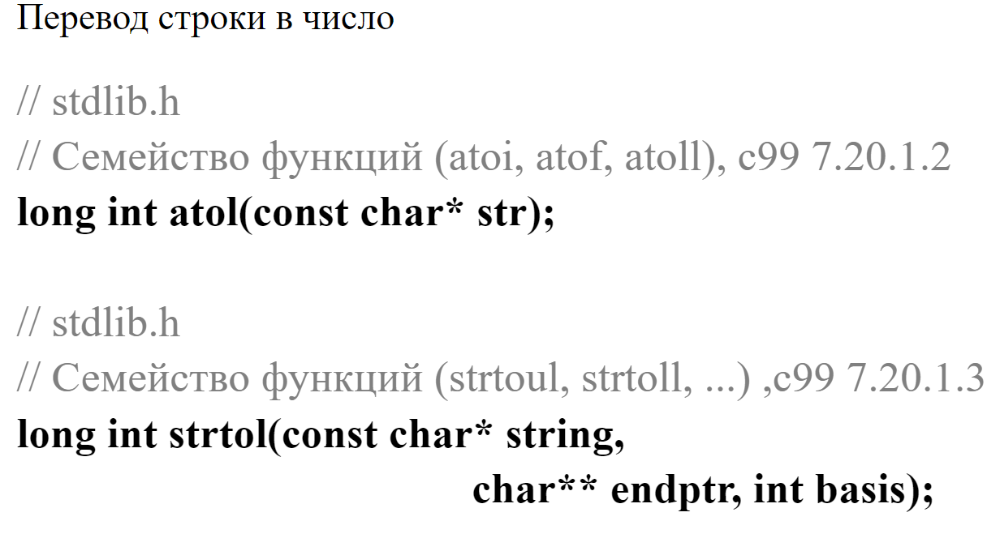 Перевод строки в число
// stdlib.h
// Семейство функций (atoi, atof, atoll), c99 7.20.1.2
long int atol(const char* str);
// stdlib.h
// Семейство функций (strtoul, strtoll, ...) ,c99 7.20.1.3
long int strtol(const char* string,
char** endptr, int basis);